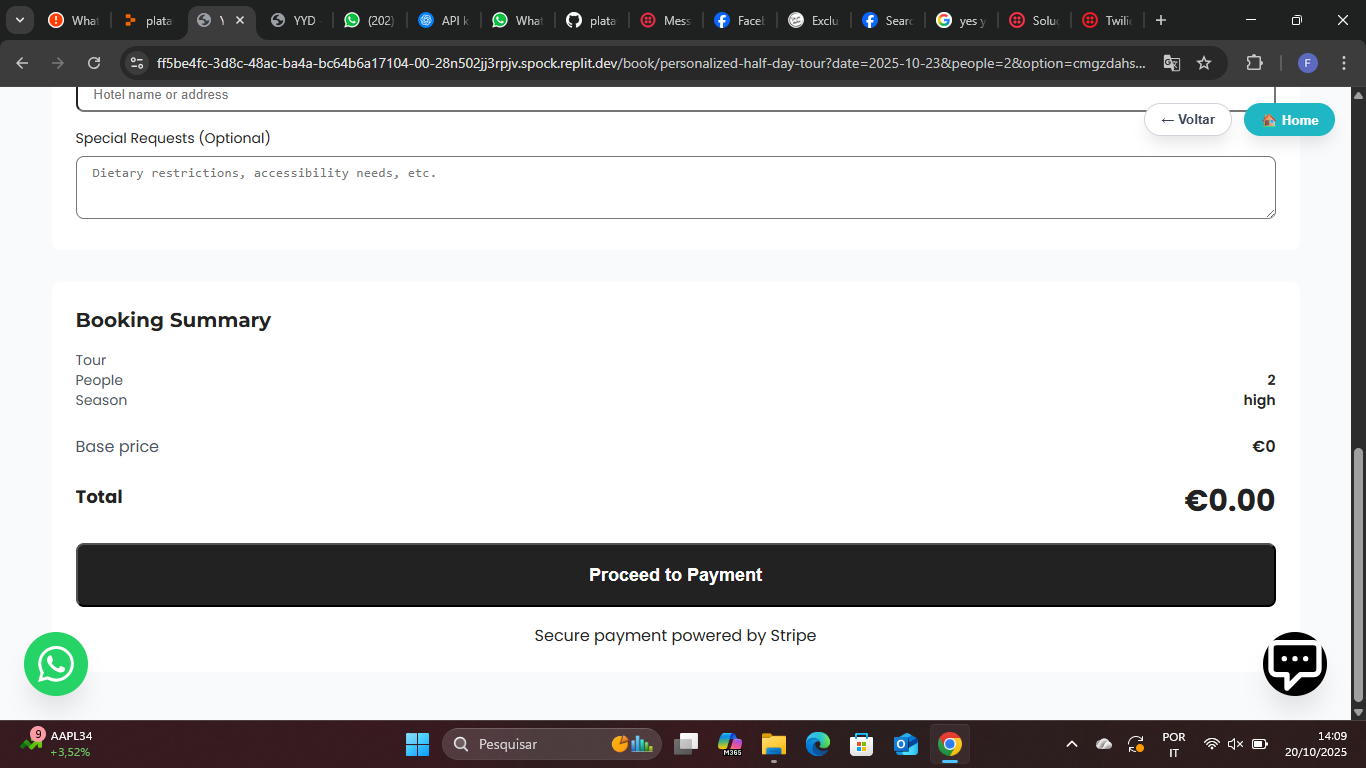 What
plata
Y
YYD
(202)
API k
What
plata
Mess
Faceb
Exclu
Searc
yes y
Soluç
Twilio
ff5be4fc-3d8c-48ac-ba4a-bc64b6a17104-00-28n502jj3rpjv.spock.replit.dev/book/personalized-half-day-tour?date=2025-10-23&people=2&option=cmgzdahs...
F
Hotel name or address
← Voltar
Home
Special Requests (Optional)
Dietary restrictions, accessibility needs, etc.
Booking Summary
Tour
People 2
Season high
Base price €0
Total €0.00
Proceed to Payment
Secure payment powered by Stripe
9
AAPL34
+3,52%
Pesquisar
M365
POR
IT
14:09
20/10/2025